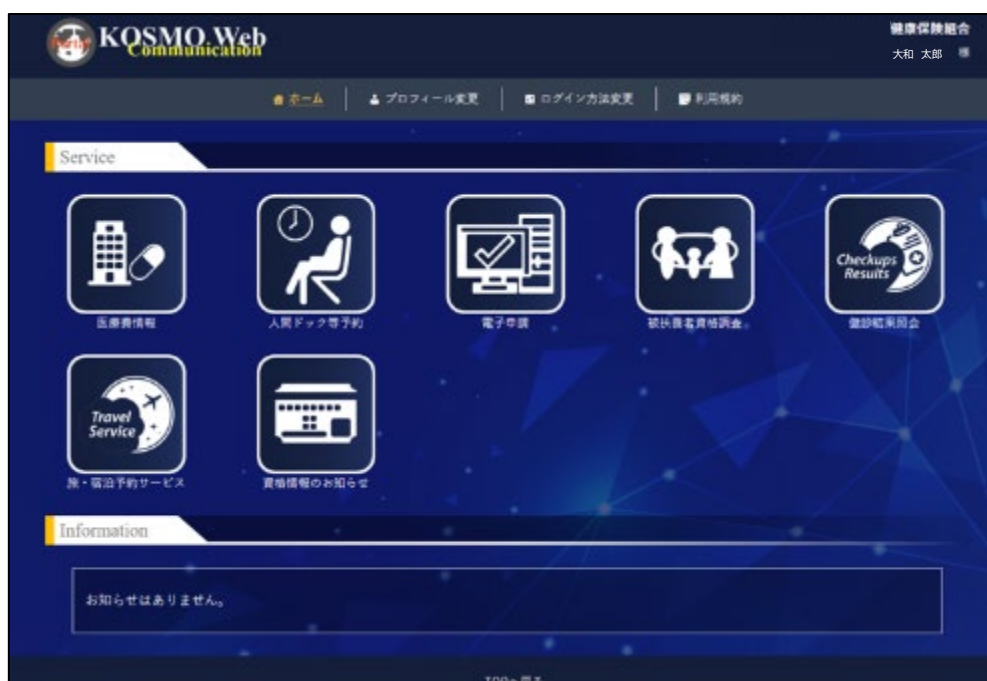 KOSMO Web
Communication
健康保険組合
大和 太郎 様
ホーム
プロフィール変更
ログイン方法変更
利用規約
Service
Checkups
Results
医療費情報
人間ドック等予約
電子申請
被扶養者資格調査
健診結果照会
Travel
Service
旅・宿泊予約サービス
資格情報のお知らせ
Information
お知らせはありません。